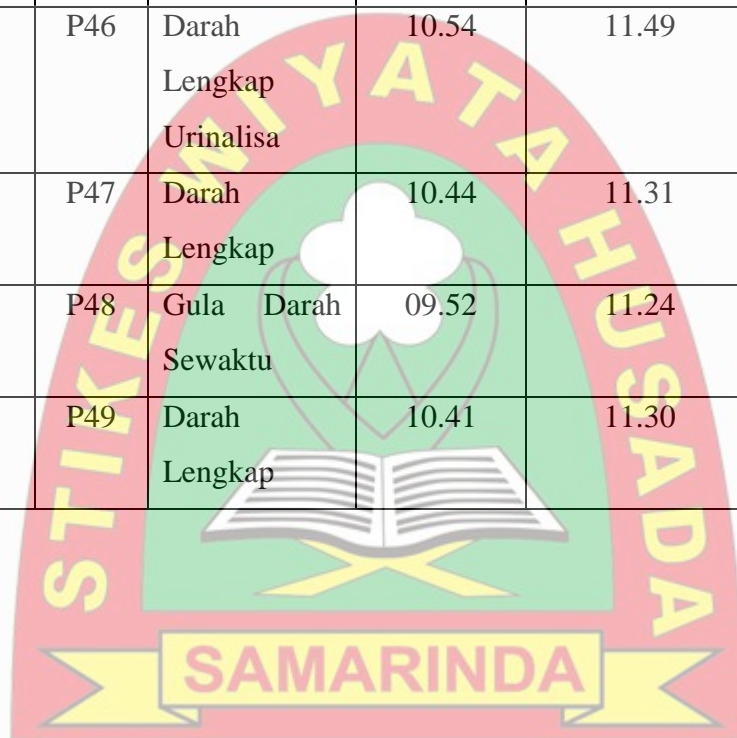 P46 Darah 10.54 11.49
Lengkap
Urinalisa
P47 Darah 10.44 11.31
Lengkap
P48 Gula Darah 09.52 11.24
Sewaktu
P49 Darah 10.41 11.30
Lengkap
STIKES WIYATA HUSADA
SAMARINDA